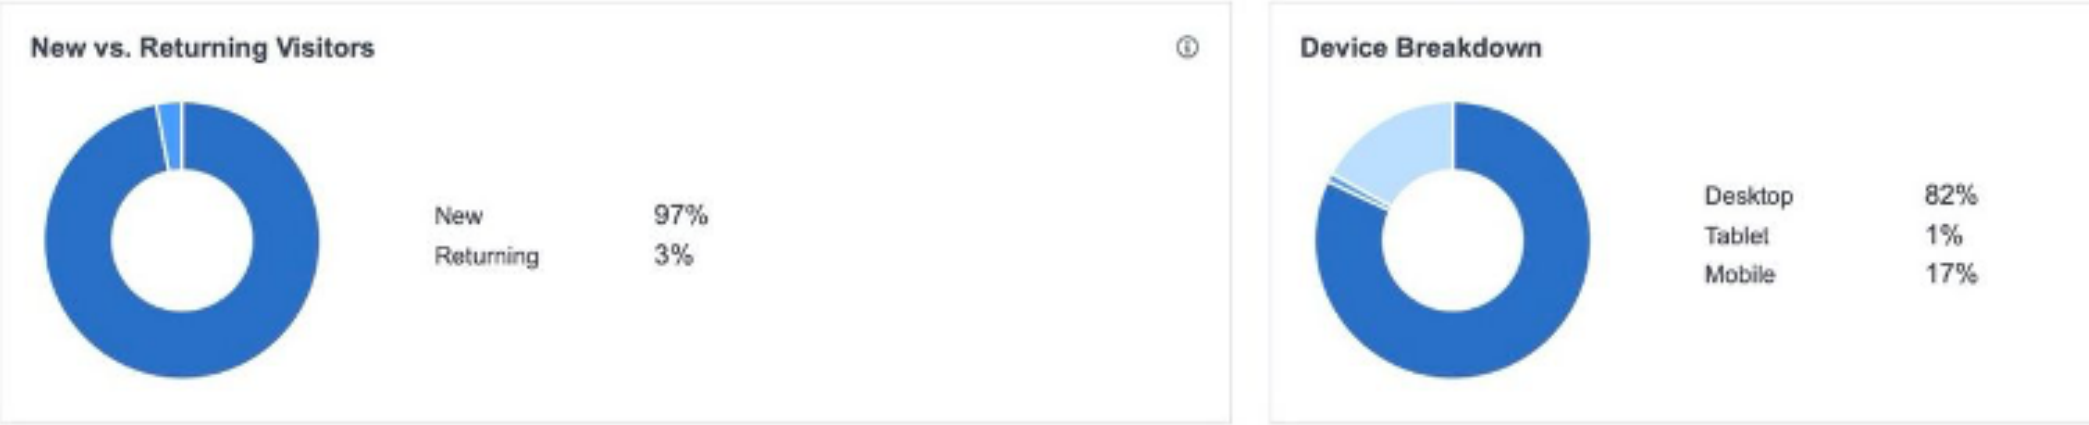 New vs. Returning Visitors
New 97%
Returning 3%
Device Breakdown
Desktop 82%
Tablet 1%
Mobile 17%